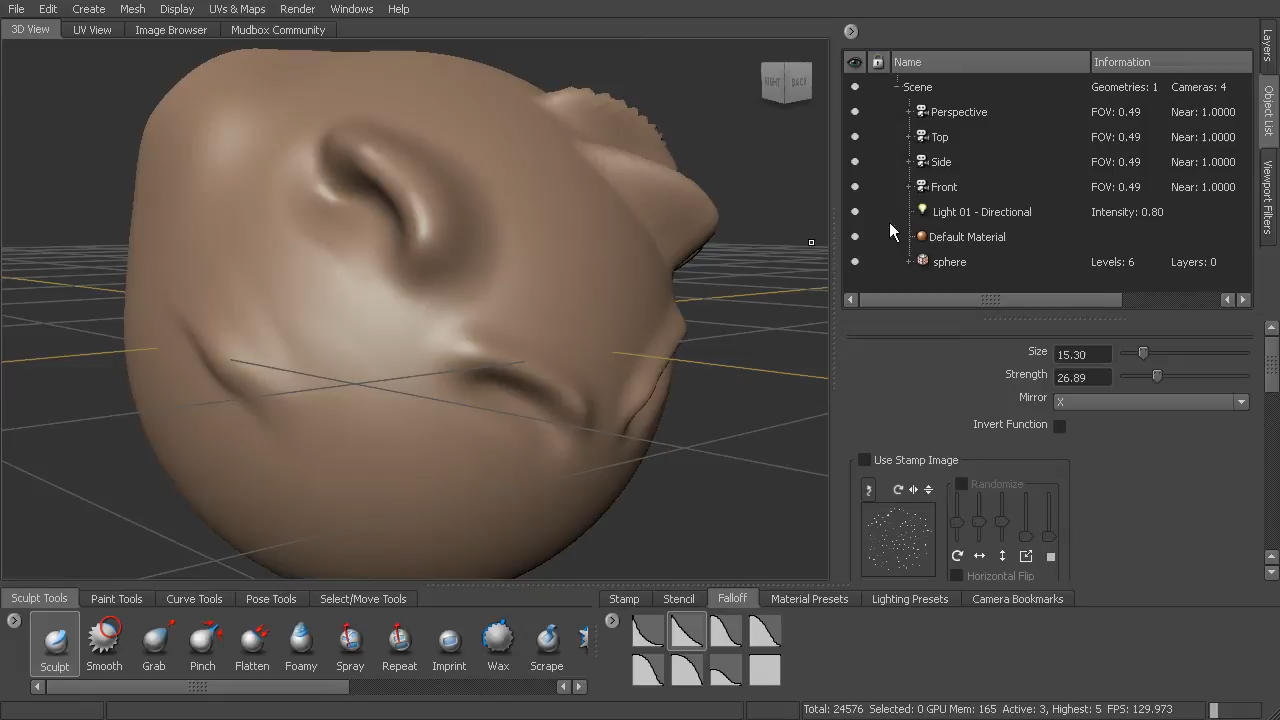 File Edit Create Mesh Display UVs & Maps Render Windows Help
3D View UV View Image Browser Mudbox Community
RIGHT BACK
Name Information
Scene Geometries: 1 Cameras: 4
Perspective FOV: 0.49 Near: 1.0000
Top FOV: 0.49 Near: 1.0000
Side FOV: 0.49 Near: 1.0000
Front FOV: 0.49 Near: 1.0000
Light 01 - Directional Intensity: 0.80
Default Material
sphere Levels: 6 Layers: 0
Layers
Object List
Viewport Filters
Size 15.30
Strength 26.89
Mirror X
Invert Function
Use Stamp Image
Randomize
Horizontal Flip
Sculpt Tools Paint Tools Curve Tools Pose Tools Select/Move Tools
Stamp Stencil Falloff Material Presets Lighting Presets Camera Bookmarks
Sculpt Smooth Grab Pinch Flatten Foamy Spray Repeat Imprint Wax Scrape
Total: 24576 Selected: 0 GPU Mem: 165 Active: 3, Highest: 5 FPS: 129.973